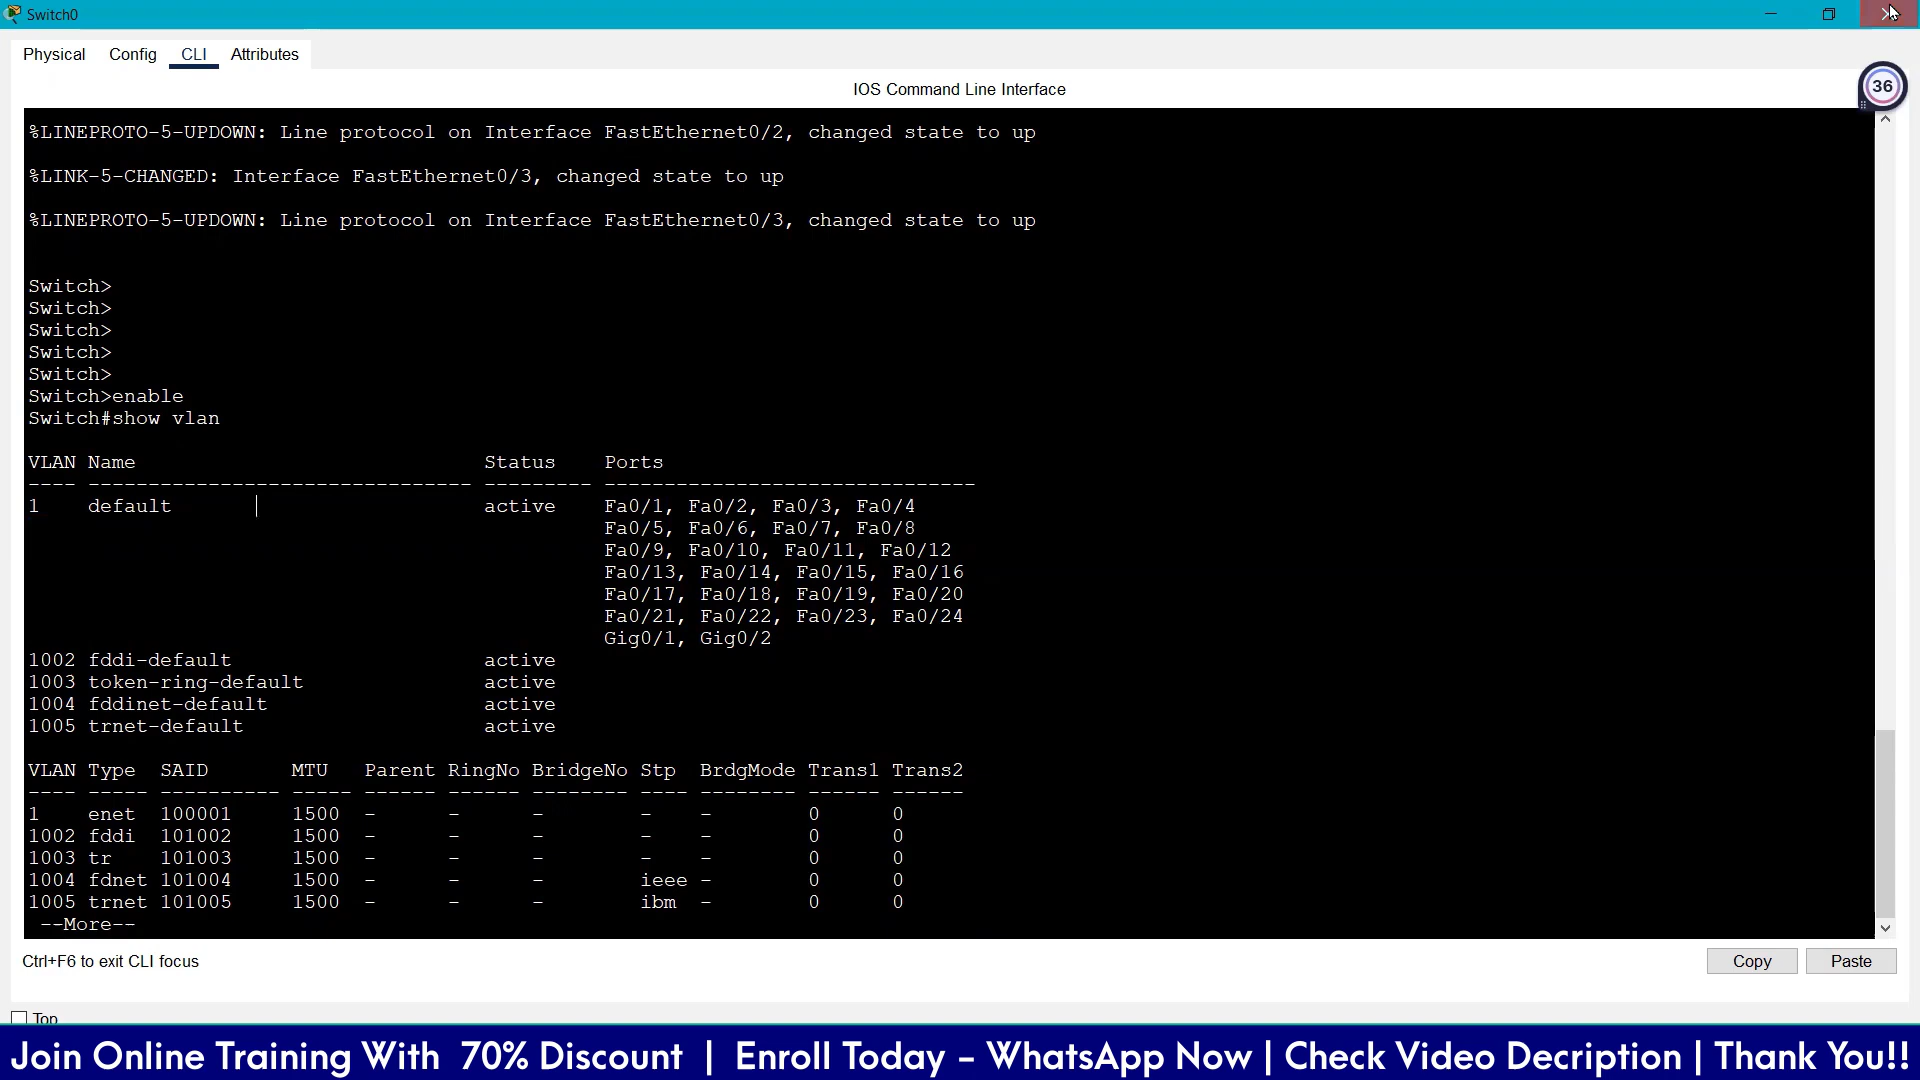 Switch0
Physical Config CLI Attributes
IOS Command Line Interface
36
%LINEPROTO-5-UPDOWN: Line protocol on Interface FastEthernet0/2, changed state to up
%LINK-5-CHANGED: Interface FastEthernet0/3, changed state to up
%LINEPROTO-5-UPDOWN: Line protocol on Interface FastEthernet0/3, changed state to up
Switch>
Switch>
Switch>
Switch>
Switch>
Switch>enable
Switch#show vlan
VLAN Name                             Status    Ports
---- -------------------------------- --------- -------------------------------
1    default                          active    Fa0/1, Fa0/2, Fa0/3, Fa0/4
                                                Fa0/5, Fa0/6, Fa0/7, Fa0/8
                                                Fa0/9, Fa0/10, Fa0/11, Fa0/12
                                                Fa0/13, Fa0/14, Fa0/15, Fa0/16
                                                Fa0/17, Fa0/18, Fa0/19, Fa0/20
                                                Fa0/21, Fa0/22, Fa0/23, Fa0/24
                                                Gig0/1, Gig0/2
1002 fddi-default                     active
1003 token-ring-default               active
1004 fddinet-default                  active
1005 trnet-default                    active
VLAN Type  SAID       MTU   Parent RingNo BridgeNo Stp  BrdgMode Trans1 Trans2
---- ----- ---------- ----- ------ ------ -------- ---- -------- ------ ------
1    enet  100001     1500  -      -      -        -    -        0      0
1002 fddi  101002     1500  -      -      -        -    -        0      0
1003 tr    101003     1500  -      -      -        -    -        0      0
1004 fdnet 101004     1500  -      -      -        ieee -        0      0
1005 trnet 101005     1500  -      -      -        ibm  -        0      0
--More--
Ctrl+F6 to exit CLI focus
Copy Paste
Top
Join Online Training With 70% Discount | Enroll Today - WhatsApp Now | Check Video Decription | Thank You!!